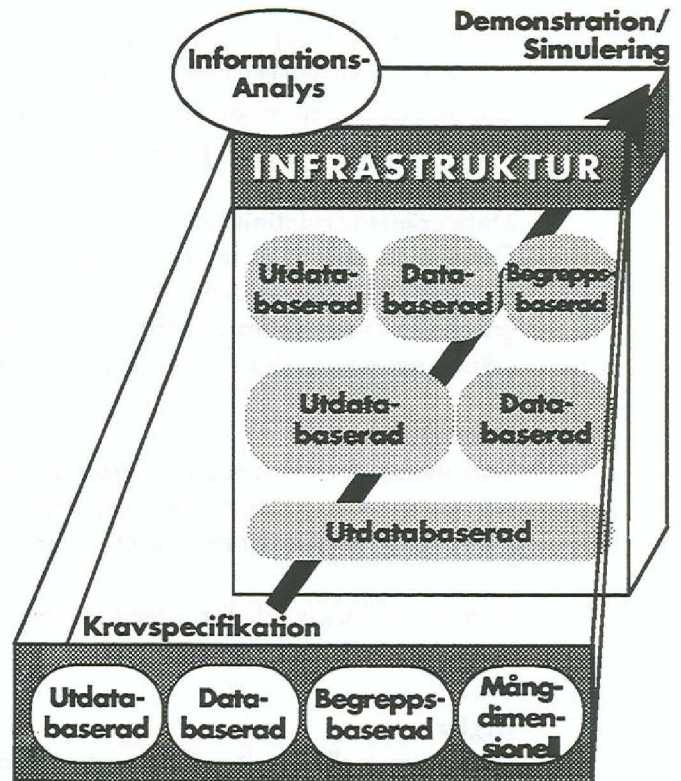 Demonstration/
Simulering
Informations-
Analys
INFRASTRUKTUR
Utdata-
baserad
Data-
baserad
Begrepps-
baserad
Utdata-
baserad
Data-
baserad
Utdatabaserad
Kravspecifikation
Utdata-
baserad
Data-
baserad
Begrepps-
baserad
Mång-
dimen-
sionell